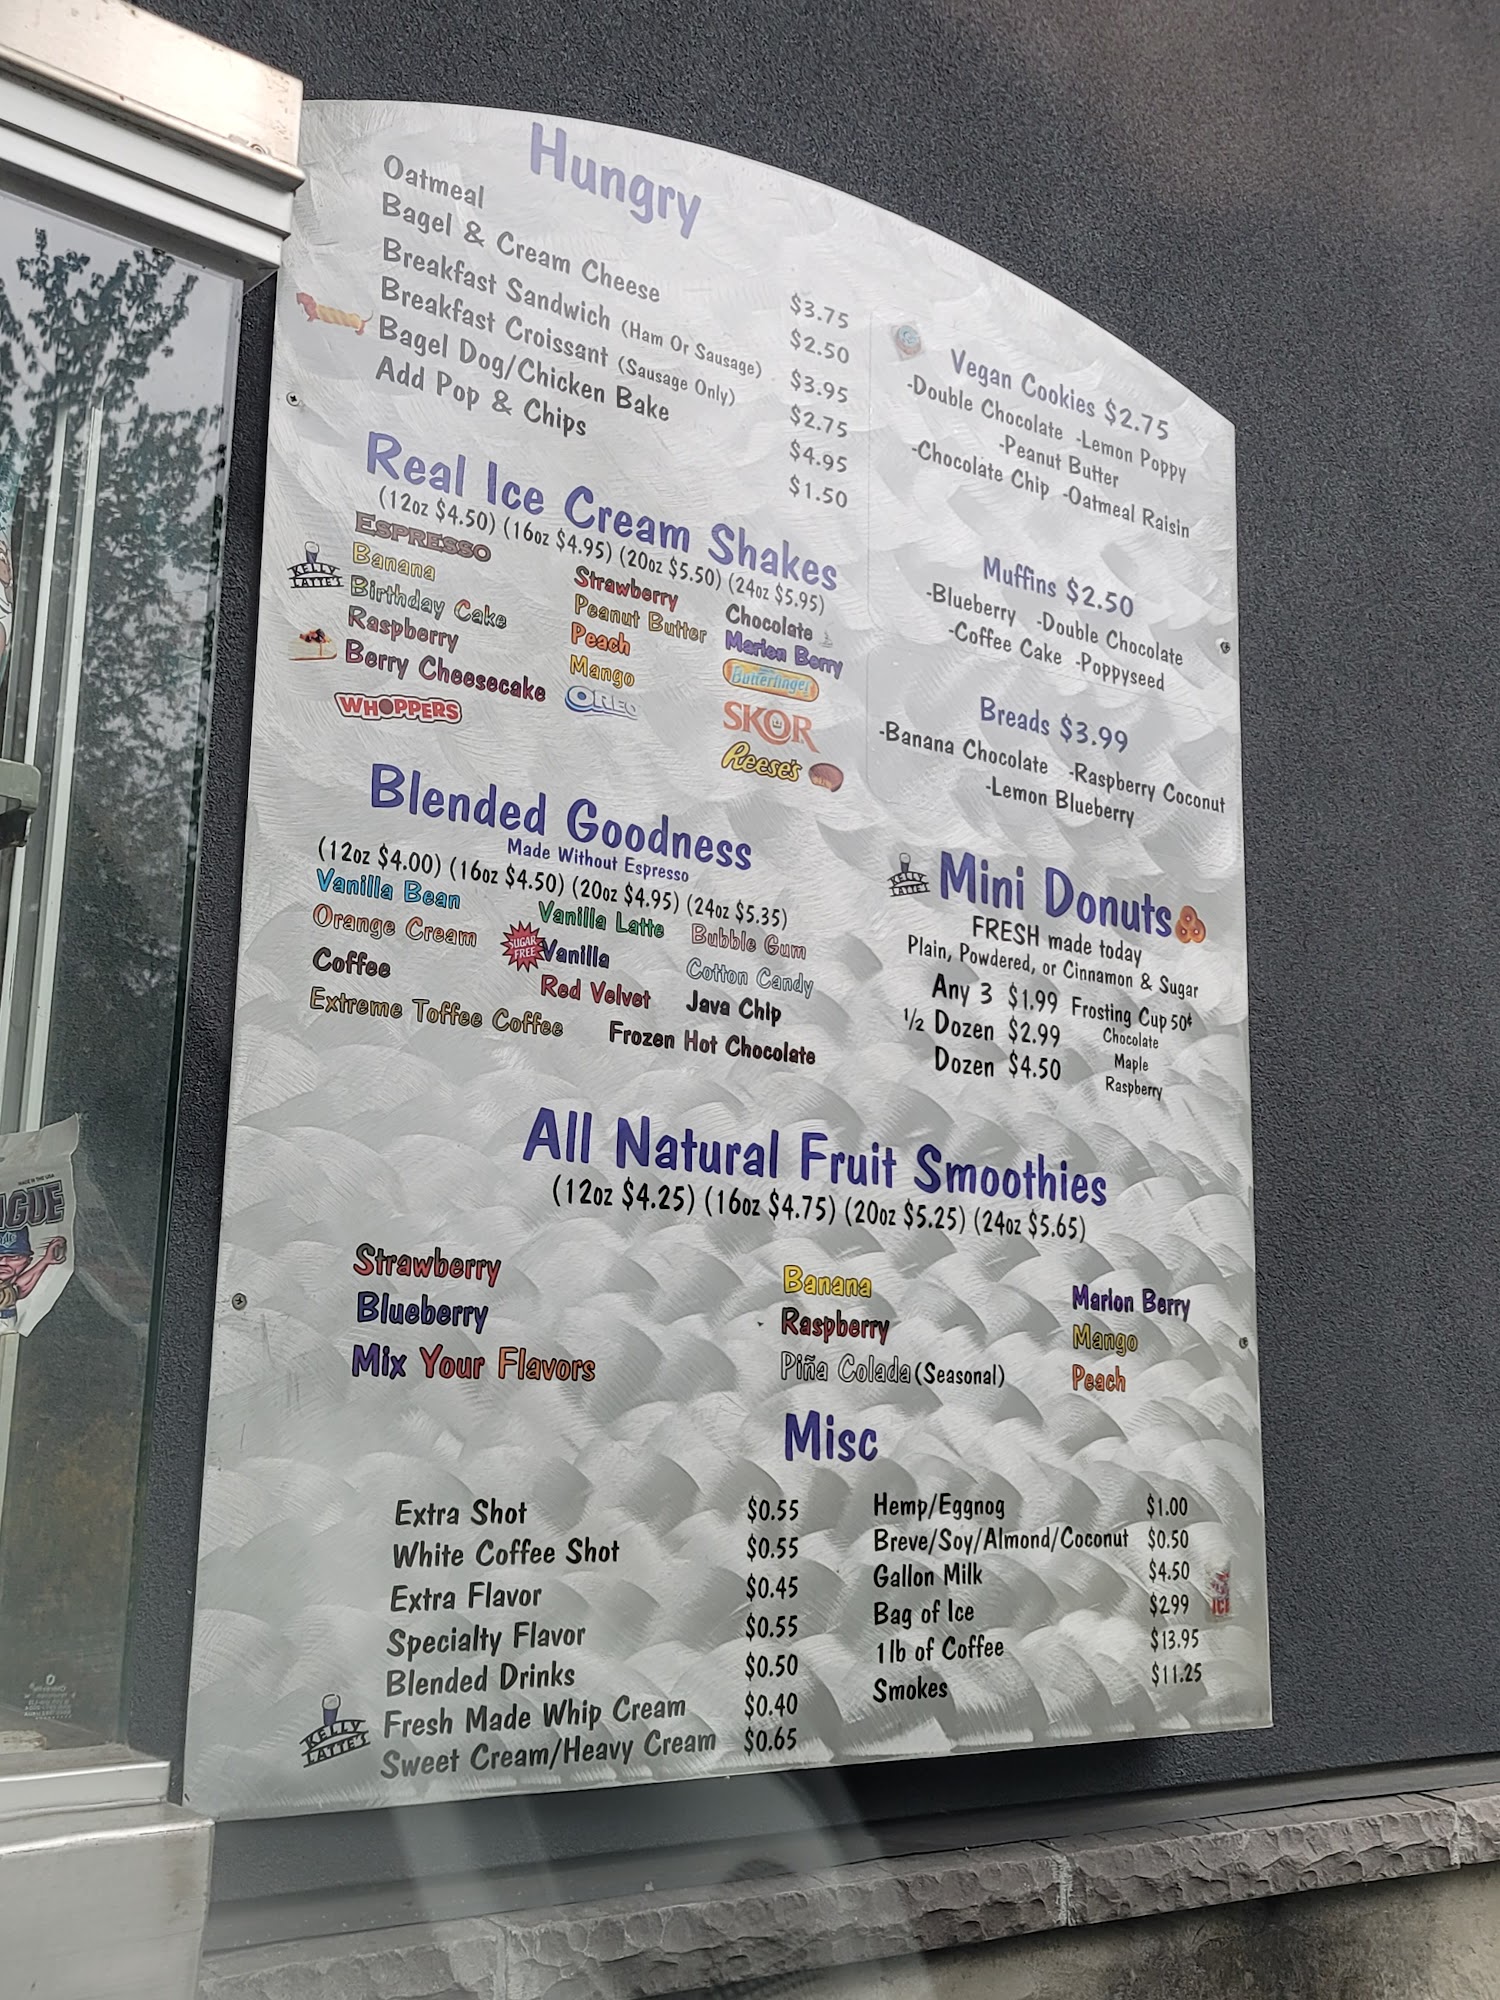 Hungry
Oatmeal $3.75
Bagel & Cream Cheese $2.50
Breakfast Sandwich (Ham Or Sausage) $3.95
Breakfast Croissant (Sausage Only) $2.75
Bagel Dog/Chicken Bake $4.95
Add Pop & Chips $1.50
Real Ice Cream Shakes
(12oz $4.50) (16oz $4.95) (20oz $5.50) (24oz $5.95)
ESPRESSO
KELLY LATTE'S
Banana
Birthday Cake
Raspberry
Berry Cheesecake
WHOPPERS
Strawberry
Peanut Butter
Peach
Mango
OREO
Chocolate
Marion Berry
Butterfinger
SKOR
Reese's
Blended Goodness
Made Without Espresso
(12oz $4.00) (16oz $4.50) (20oz $4.95) (24oz $5.35)
Vanilla Bean
Vanilla Latte
Bubble Gum
Orange Cream
SUGAR FREE
Vanilla
Cotton Candy
Coffee
Red Velvet
Java Chip
Extreme Toffee Coffee
Frozen Hot Chocolate
Vegan Cookies $2.75
-Double Chocolate -Lemon Poppy
-Peanut Butter
-Chocolate Chip -Oatmeal Raisin
Muffins $2.50
-Blueberry -Double Chocolate
-Coffee Cake -Poppyseed
Breads $3.99
-Banana Chocolate -Raspberry Coconut
-Lemon Blueberry
KELLY LATTE'S
Mini Donuts
FRESH made today
Plain, Powdered, or Cinnamon & Sugar
Any 3 $1.99
1/2 Dozen $2.99
Dozen $4.50
Frosting Cup 50¢
Chocolate
Maple
Raspberry
All Natural Fruit Smoothies
(12oz $4.25) (16oz $4.75) (20oz $5.25) (24oz $5.65)
Strawberry
Blueberry
Mix Your Flavors
Banana
Raspberry
Piña Colada (Seasonal)
Marion Berry
Mango
Peach
Misc
Extra Shot $0.55
White Coffee Shot $0.55
Extra Flavor $0.45
Specialty Flavor $0.55
Blended Drinks $0.50
Fresh Made Whip Cream $0.40
Sweet Cream/Heavy Cream $0.65
Hemp/Eggnog $1.00
Breve/Soy/Almond/Coconut $0.50
Gallon Milk $4.50
Bag of Ice $2.99
1lb of Coffee $13.95
Smokes $11.25
KELLY LATTE'S
MADE IN THE USA